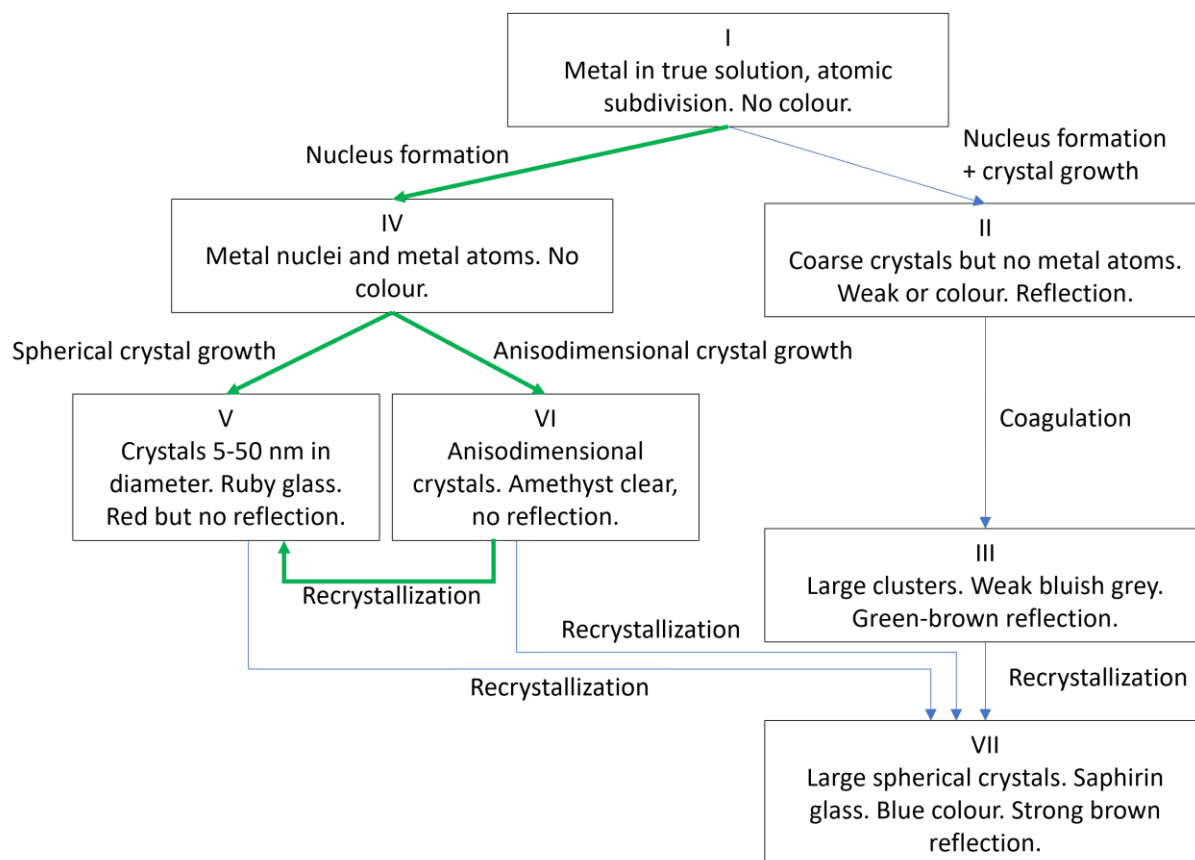 I
Metal in true solution, atomic
subdivision. No colour.
Nucleus formation
Nucleus formation
+ crystal growth
IV
Metal nuclei and metal atoms. No
colour.
II
Coarse crystals but no metal atoms.
Weak or colour. Reflection.
Spherical crystal growth
Anisodimensional crystal growth
V
Crystals 5-50 nm in
diameter. Ruby glass.
Red but no reflection.
VI
Anisodimensional
crystals. Amethyst clear,
no reflection.
Coagulation
Recrystallization
III
Large clusters. Weak bluish grey.
Green-brown reflection.
Recrystallization
Recrystallization
Recrystallization
VII
Large spherical crystals. Saphirin
glass. Blue colour. Strong brown
reflection.